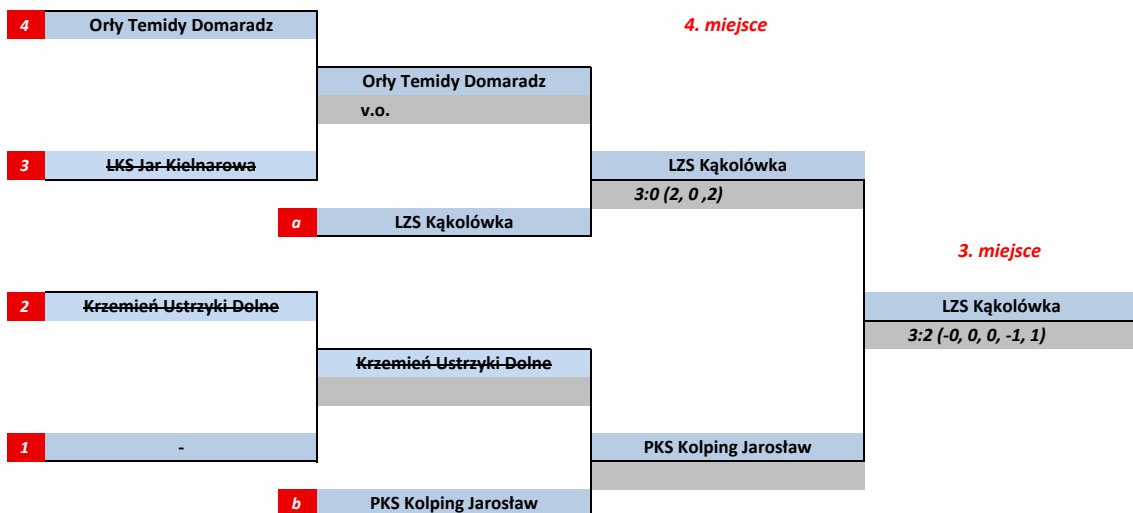 4 Orły Temidy Domaradz
4. miejsce
Orły Temidy Domaradz
v.o.
3 LKS Jar Kielnarowa
LZS Kąkolówka
3:0 (2, 0 ,2)
a LZS Kąkolówka
3. miejsce
2 Krzemień Ustrzyki Dolne
LZS Kąkolówka
3:2 (-0, 0, 0, -1, 1)
Krzemień Ustrzyki Dolne
1 -
PKS Kolping Jarosław
b PKS Kolping Jarosław